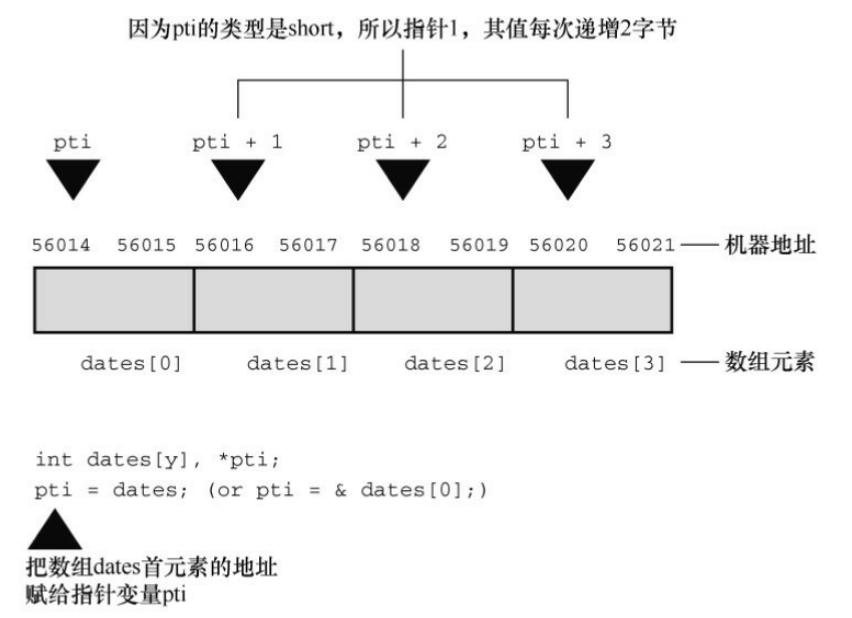 因为pti的类型是short，所以指针1，其值每次递增2字节
pti pti + 1 pti + 2 pti + 3
56014 56015 56016 56017 56018 56019 56020 56021 机器地址
dates[0] dates[1] dates[2] dates[3] 数组元素
int dates[y], *pti;
pti = dates; (or pti = & dates[0];)
把数组dates首元素的地址
赋给指针变量pti